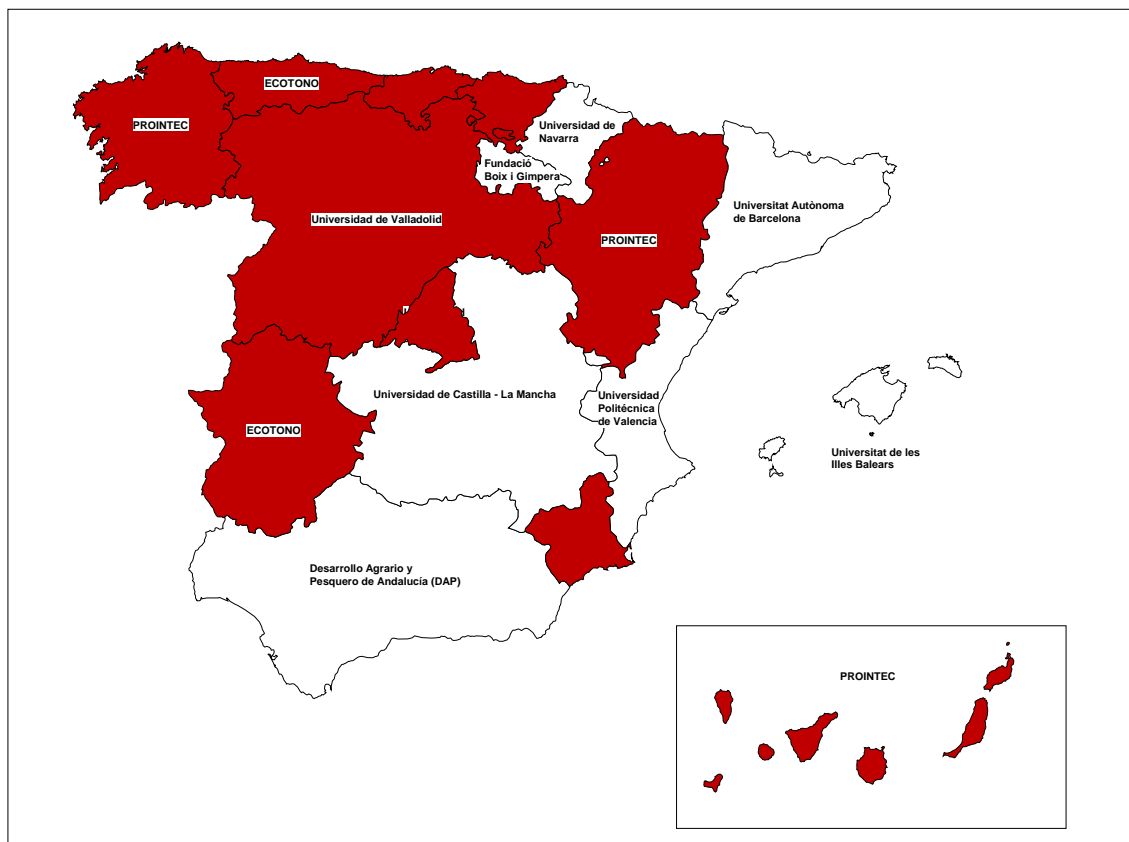 ECOTONO
PROINTEC
Universidad de
Navarra
Fundació
Boix i Gimpera
Universitat Autònoma
de Barcelona
Universidad de Valladolid
PROINTEC
Universidad de Castilla - La Mancha
Universidad
Politécnica
de Valencia
ECOTONO
Universitat de les
Illes Balears
Desarrollo Agrario y
Pesquero de Andalucía (DAP)
PROINTEC